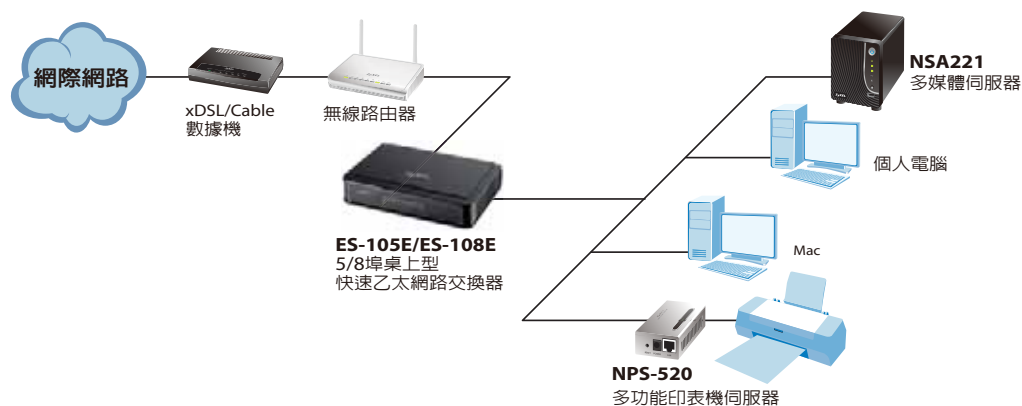 網際網路
xDSL/Cable
數據機
無線路由器
ES-105E/ES-108E
5/8埠桌上型
快速乙太網路交換器
NSA221
多媒體伺服器
個人電腦
Mac
NPS-520
多功能印表機伺服器